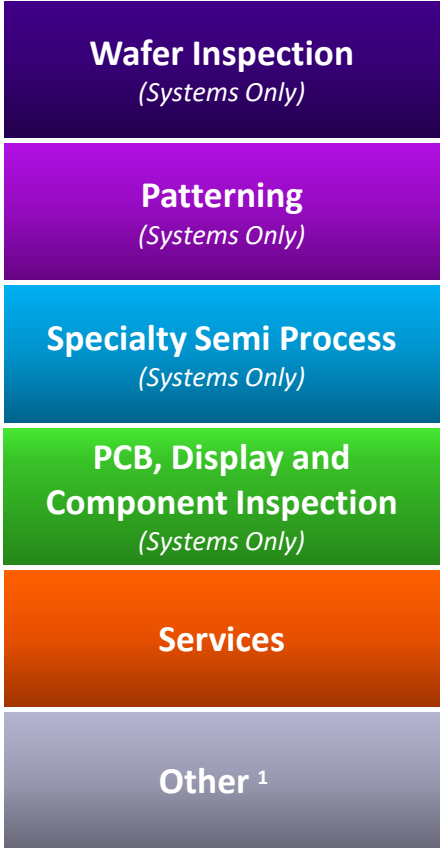 Wafer Inspection
(Systems Only)
Patterning
(Systems Only)
Specialty Semi Process
(Systems Only)
PCB, Display and
Component Inspection
(Systems Only)
Services
Other ¹